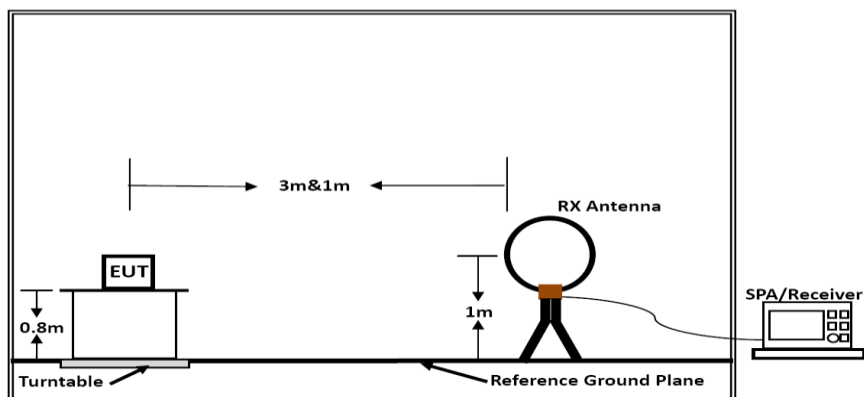 3m&1m
RX Antenna
EUT
SPA/Receiver
0.8m
1m
Turntable
Reference Ground Plane